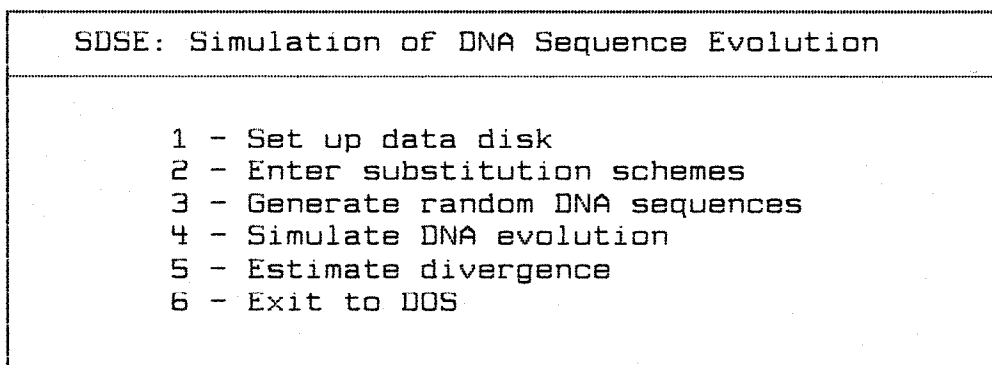 SDSE: Simulation of DNA Sequence Evolution
1 - Set up data disk
2 - Enter substitution schemes
3 - Generate random DNA sequences
4 - Simulate DNA evolution
5 - Estimate divergence
6 - Exit to DOS